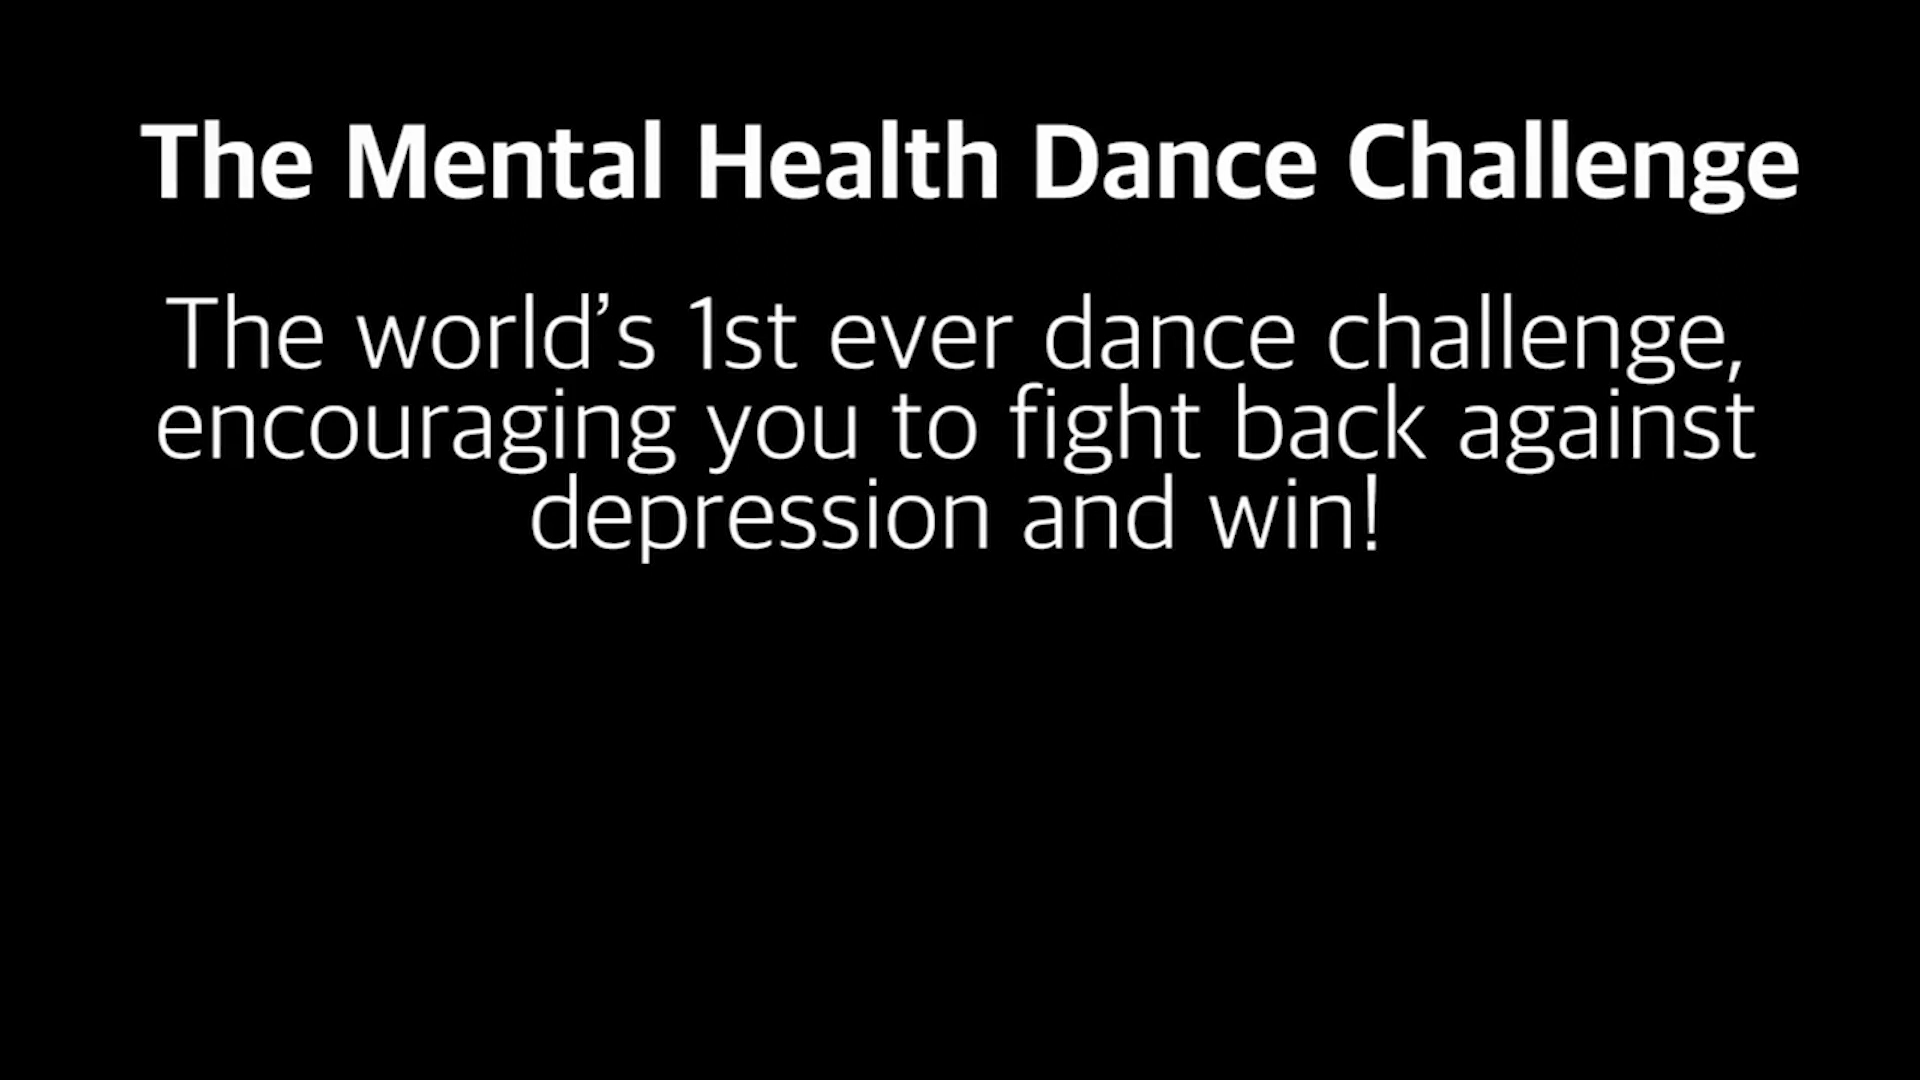 The Mental Health Dance Challenge
The world’s 1st ever dance challenge,
encouraging you to fight back against
depression and win!